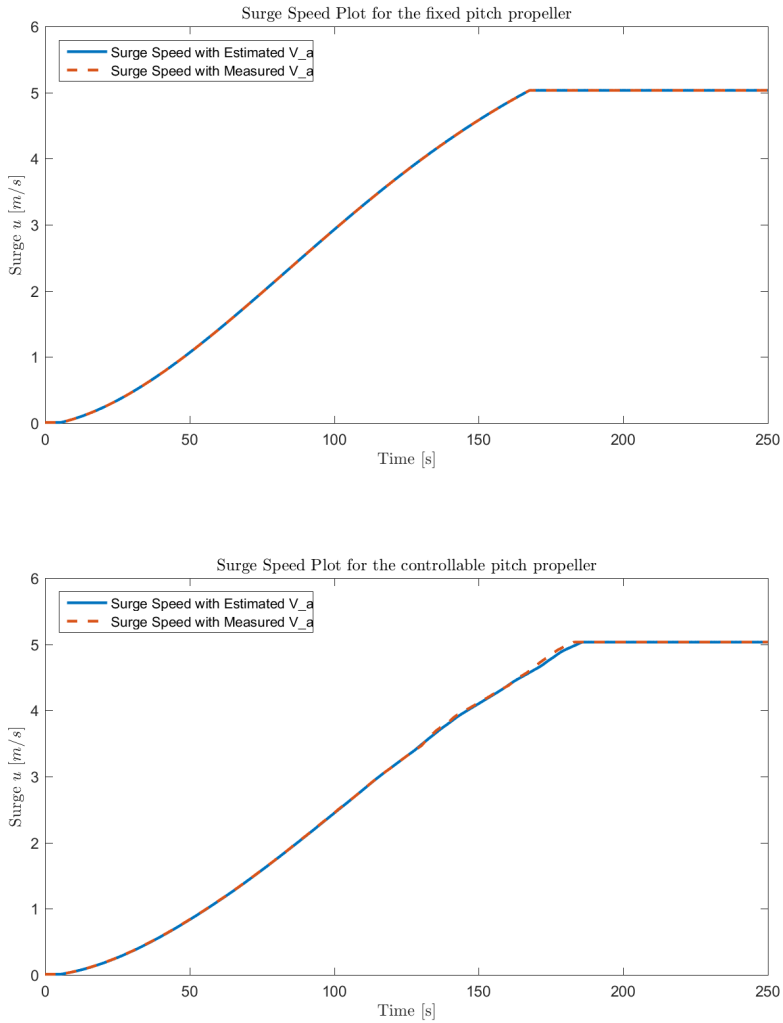 Surge Speed Plot for the fixed pitch propeller
6
Surge Speed with Estimated V_a
Surge Speed with Measured V_a
5
4
3
2
1
0
Surge u [m/s]
0 50 100 150 200 250
Time [s]
Surge Speed Plot for the controllable pitch propeller
6
Surge Speed with Estimated V_a
Surge Speed with Measured V_a
5
4
3
2
1
0
Surge u [m/s]
0 50 100 150 200 250
Time [s]